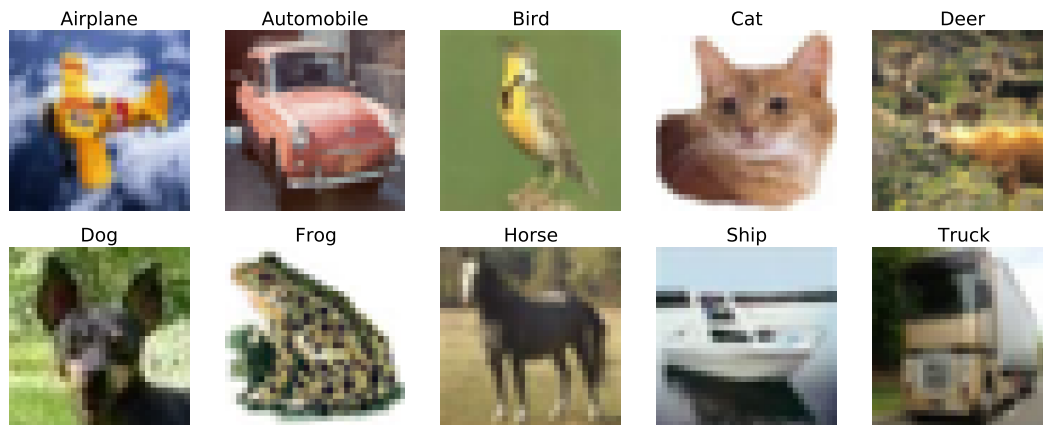 Airplane
Automobile
Bird
Cat
Deer
Dog
Frog
Horse
Ship
Truck